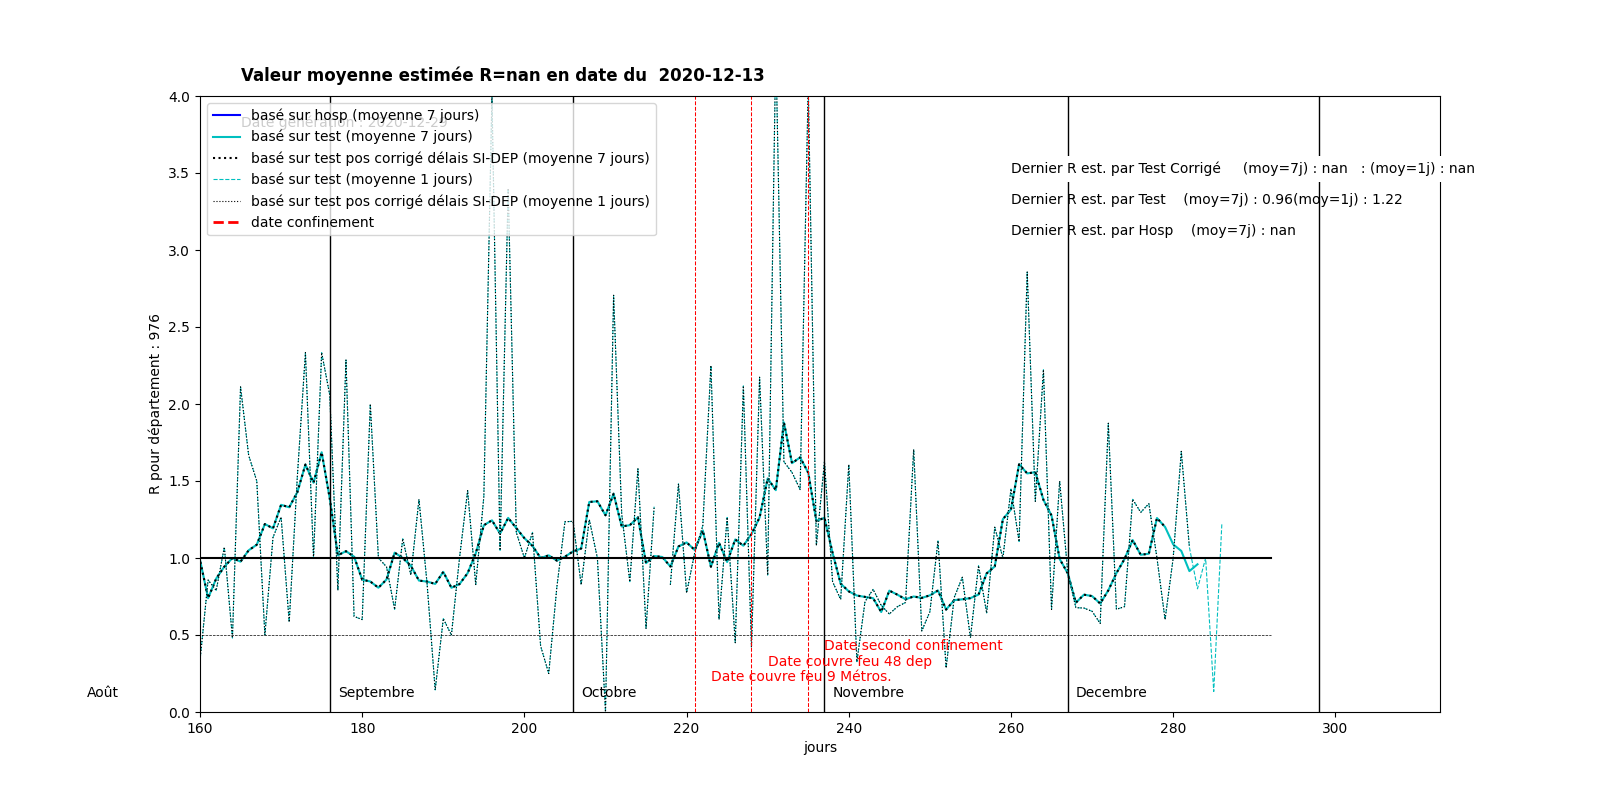 Valeur moyenne estimée R=nan en date du  2020-12-13
Date génération : 2020-12-29
basé sur hosp (moyenne 7 jours)
basé sur test (moyenne 7 jours)
basé sur test pos corrigé délais SI-DEP (moyenne 7 jours)
basé sur test (moyenne 1 jours)
basé sur test pos corrigé délais SI-DEP (moyenne 1 jours)
date confinement
Dernier R est. par Test Corrigé     (moy=7j) : nan   : (moy=1j) : nan
Dernier R est. par Test    (moy=7j) : 0.96(moy=1j) : 1.22
Dernier R est. par Hosp    (moy=7j) : nan
R pour département : 976
4.0
3.5
3.0
2.5
2.0
1.5
1.0
0.5
0.0
Date second confinement
Date couvre feu 48 dep
Date couvre feu 9 Métros.
Août Septembre Octobre Novembre Decembre
160 180 200 220 240 260 280 300
jours